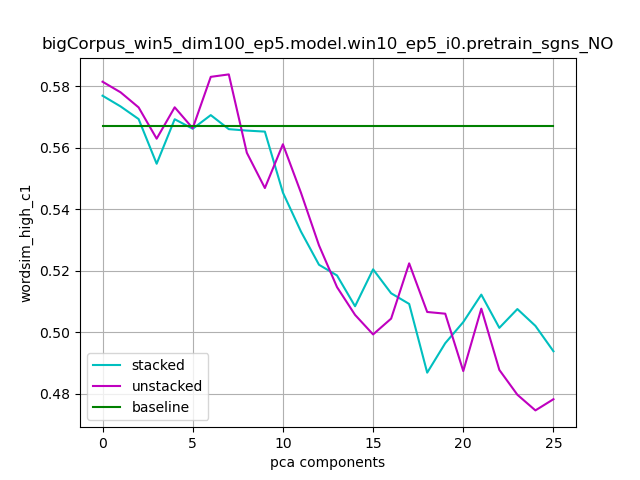 bigCorpus_win5_dim100_ep5.model.win10_ep5_i0.pretrain_sgns_NO
0.58
0.56
0.54
0.52
0.50
0.48
wordsim_high_c1
stacked
unstacked
baseline
0 5 10 15 20 25
pca components